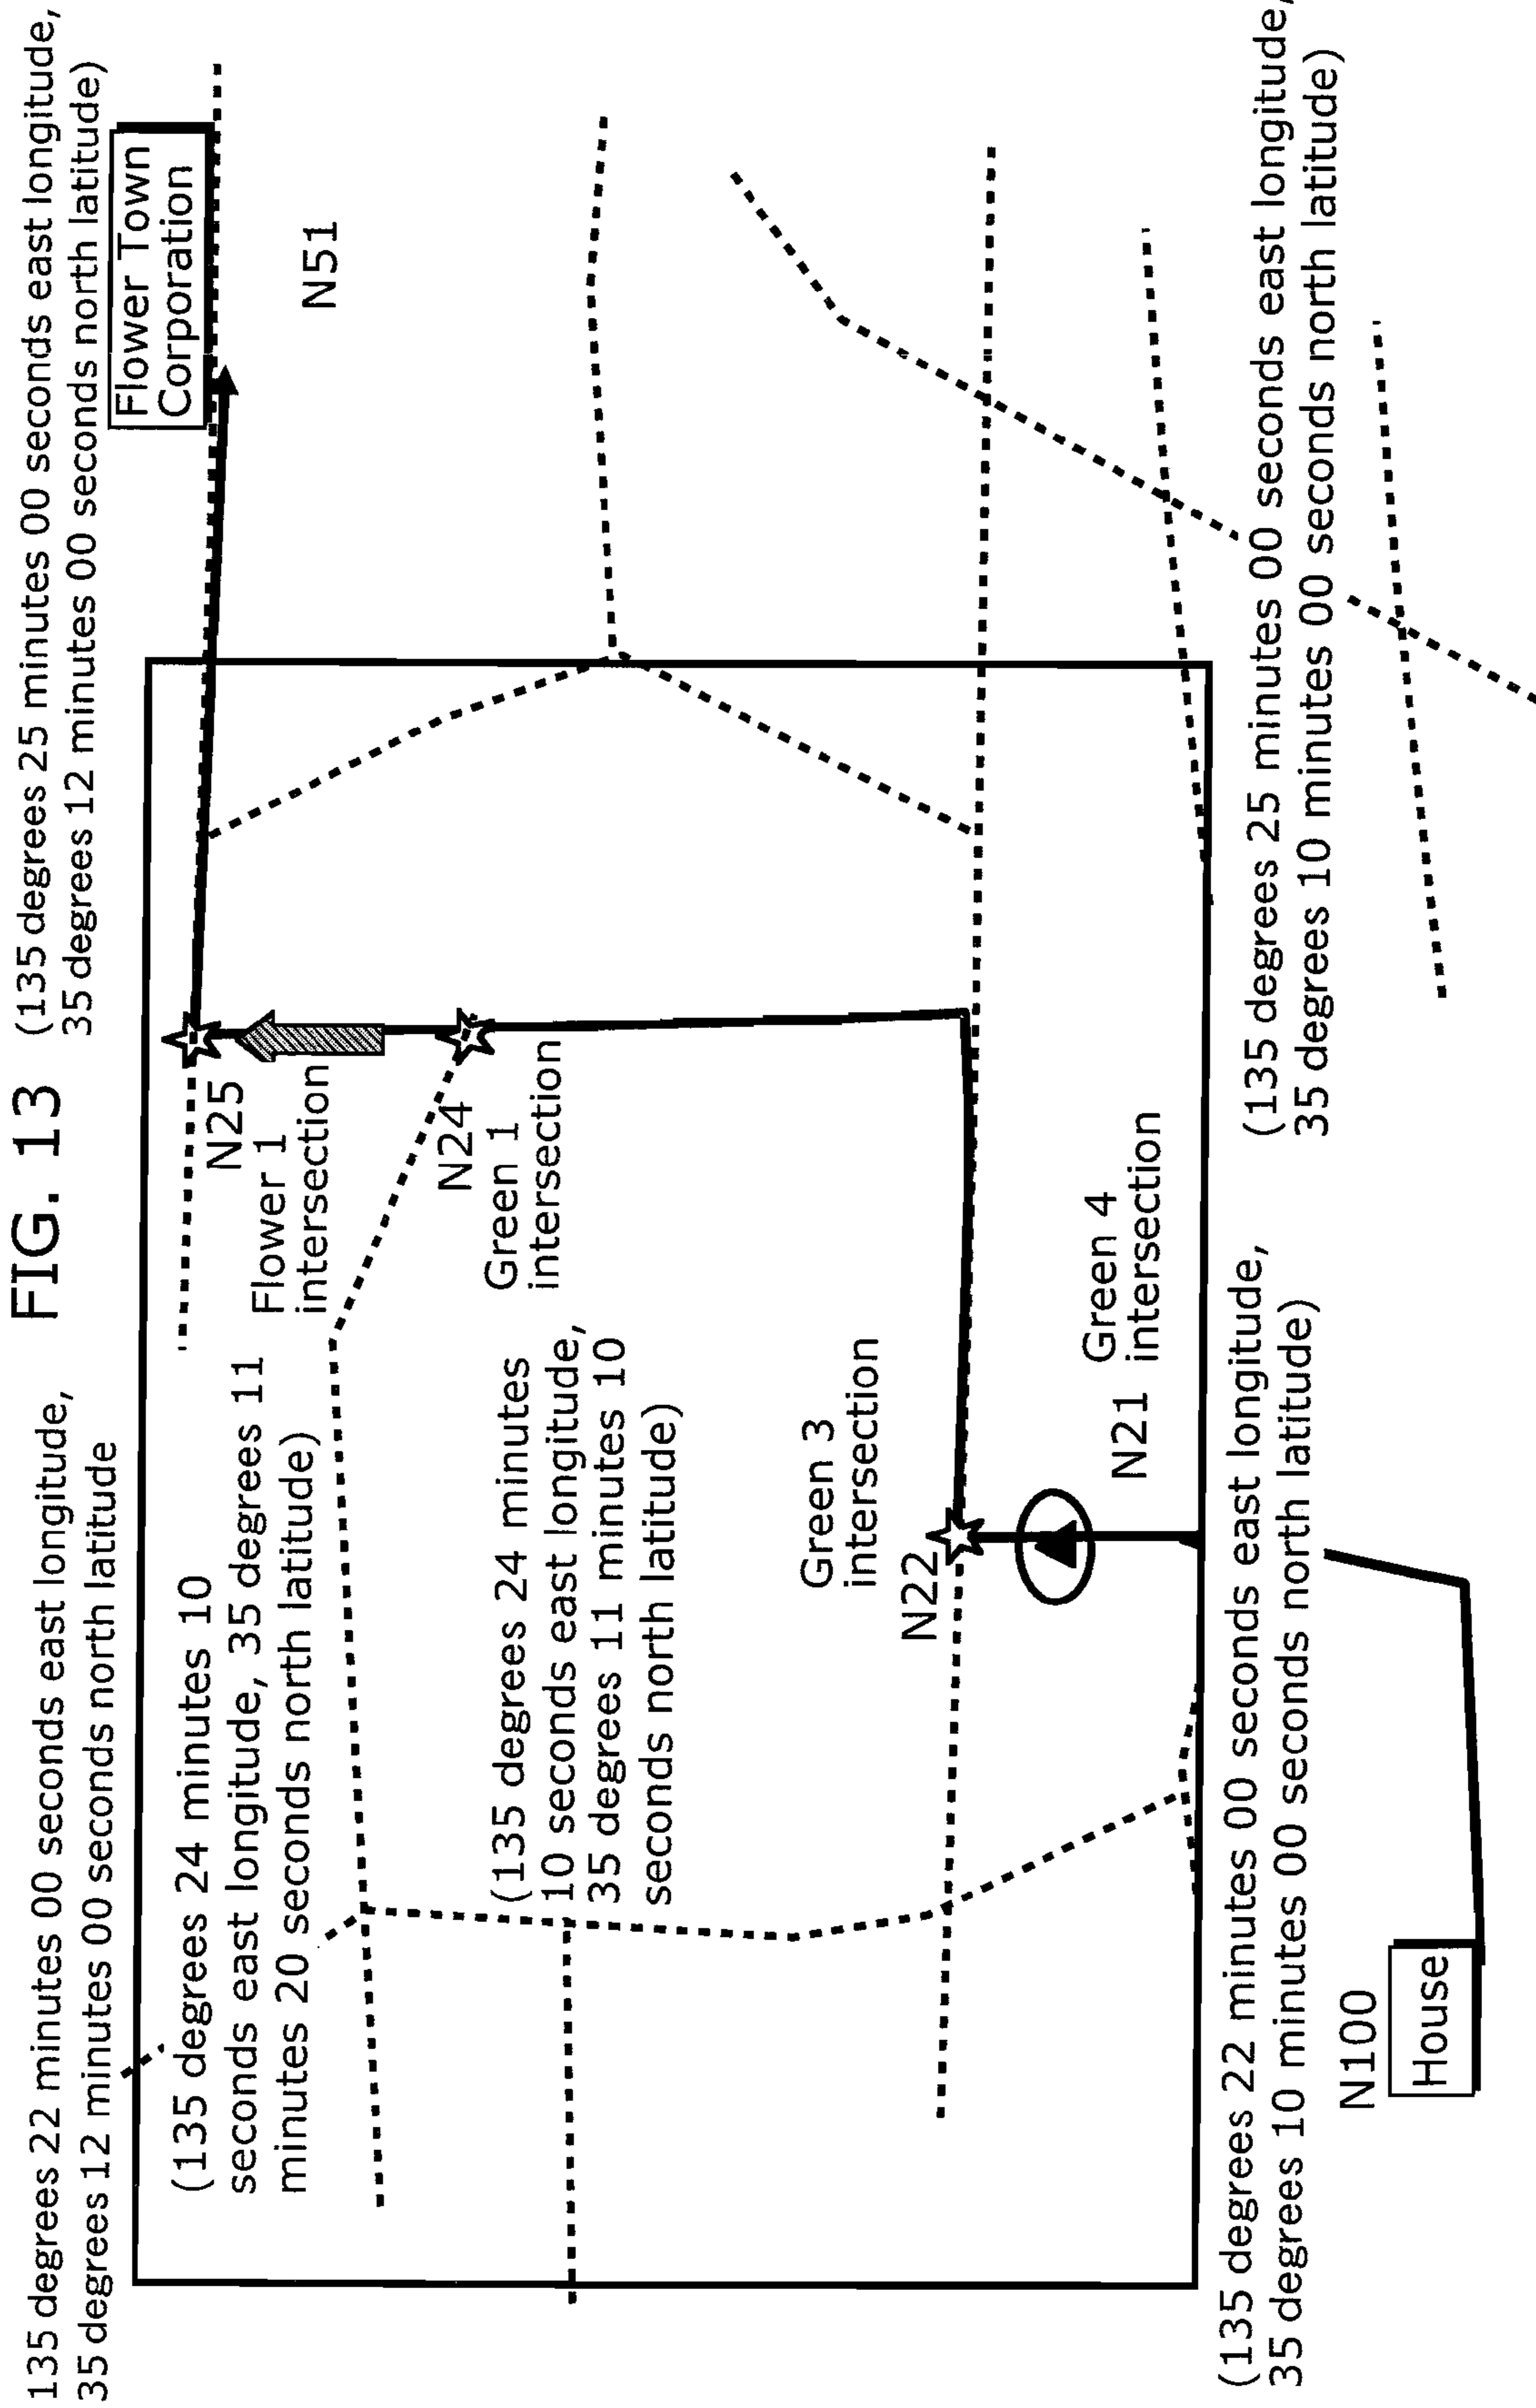 FIG. 13
135 degrees 22 minutes 00 seconds east longitude,
35 degrees 12 minutes 00 seconds north latitude
(135 degrees 25 minutes 00 seconds east longitude,
35 degrees 12 minutes 00 seconds north latitude)
Flower Town
Corporation
N51
(135 degrees 24 minutes 10
seconds east longitude, 35 degrees 11
minutes 20 seconds north latitude)
N25
Flower 1
intersection
N24
Green 1
intersection
(135 degrees 24 minutes
10 seconds east longitude,
35 degrees 11 minutes 10
seconds north latitude)
Green 3
intersection
N22
Green 4
intersection
N21
(135 degrees 22 minutes 00 seconds east longitude,
35 degrees 10 minutes 00 seconds north latitude)
(135 degrees 25 minutes 00 seconds east longitude,
35 degrees 10 minutes 00 seconds north latitude)
N100
House